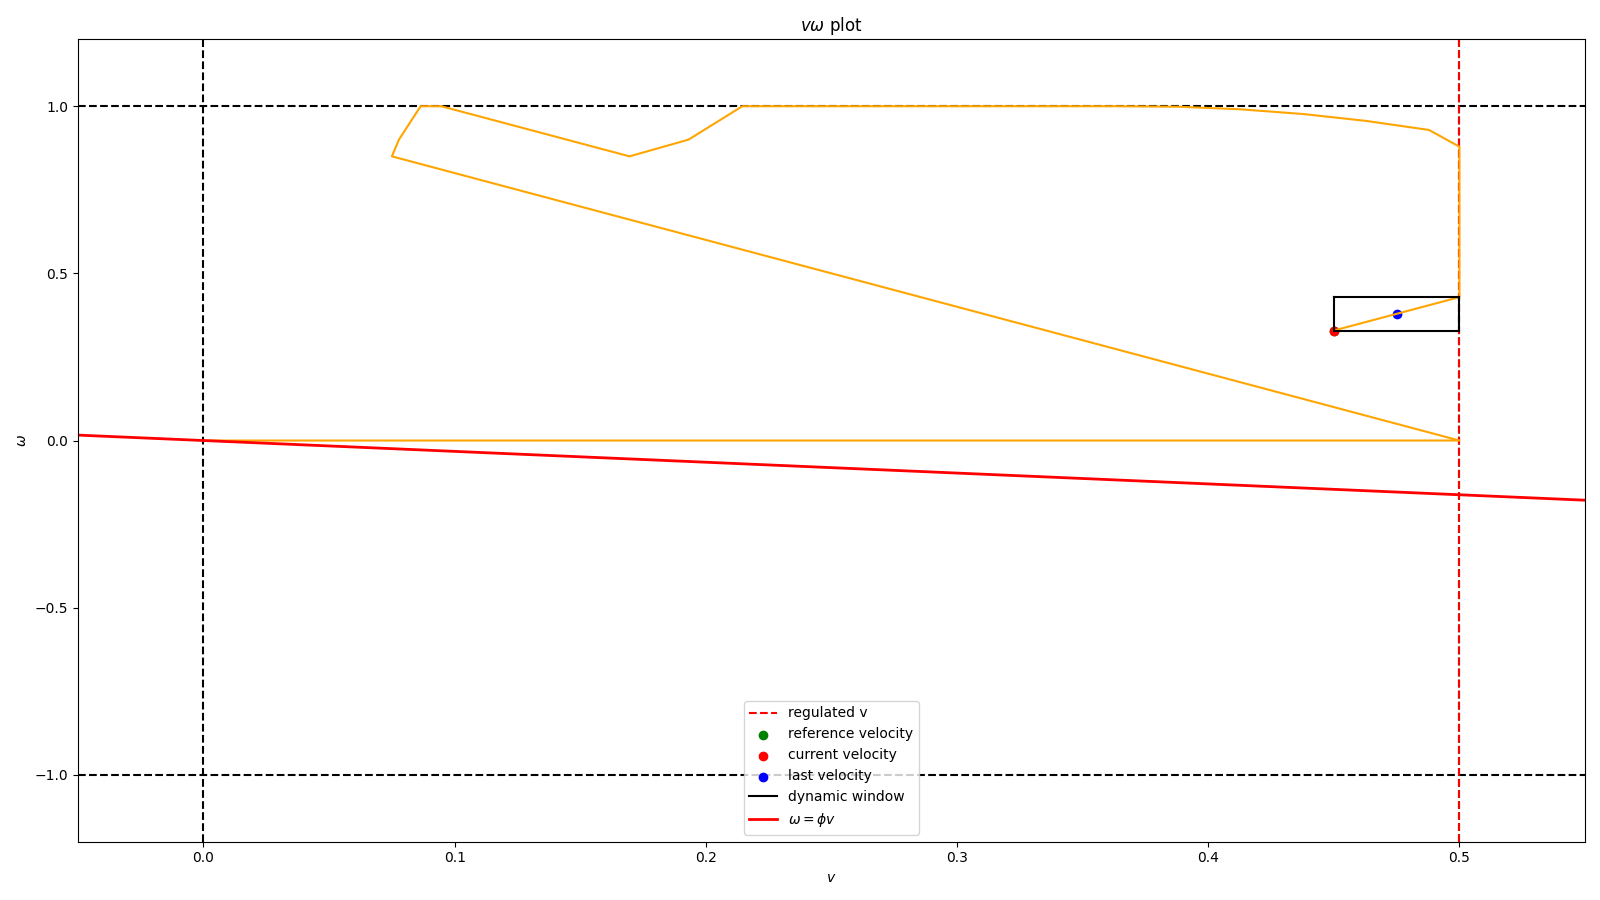 vω plot
1.0
0.5
0.0
−0.5
−1.0
ω
regulated v
reference velocity
current velocity
last velocity
dynamic window
ω = ϕv
0.0 0.1 0.2 0.3 0.4 0.5
v